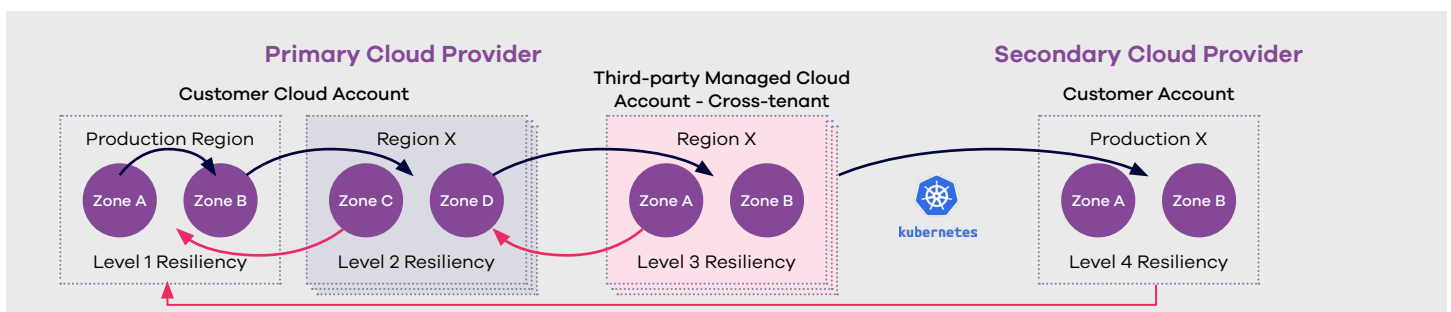 Primary Cloud Provider
Secondary Cloud Provider
Customer Cloud Account
Third-party Managed Cloud
Account - Cross-tenant
Customer Account
Production Region
Zone A
Zone B
Level 1 Resiliency
Region X
Zone C
Zone D
Level 2 Resiliency
Region X
Zone A
Zone B
Level 3 Resiliency
kubernetes
Production X
Zone A
Zone B
Level 4 Resiliency